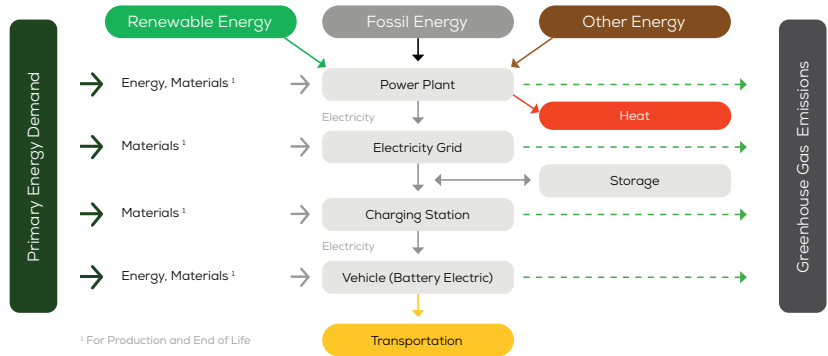 Renewable Energy
Fossil Energy
Other Energy
Primary Energy Demand
Energy, Materials ¹
Power Plant
Electricity
Heat
Materials ¹
Electricity Grid
Storage
Materials ¹
Charging Station
Electricity
Energy, Materials ¹
Vehicle (Battery Electric)
Transportation
¹ For Production and End of Life
Greenhouse Gas Emissions